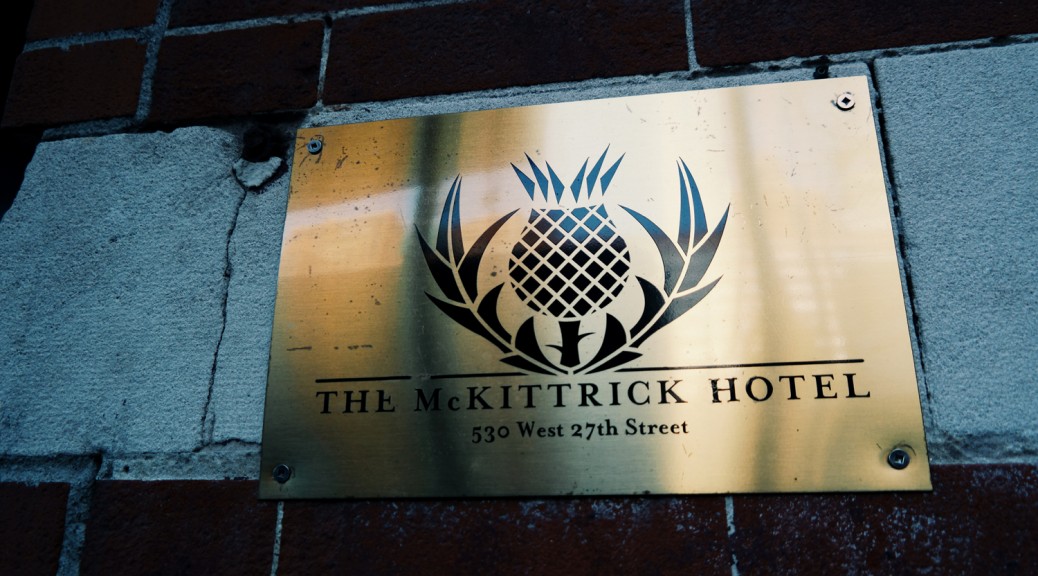 THE McKITTRICK HOTEL
530 West 27th Street